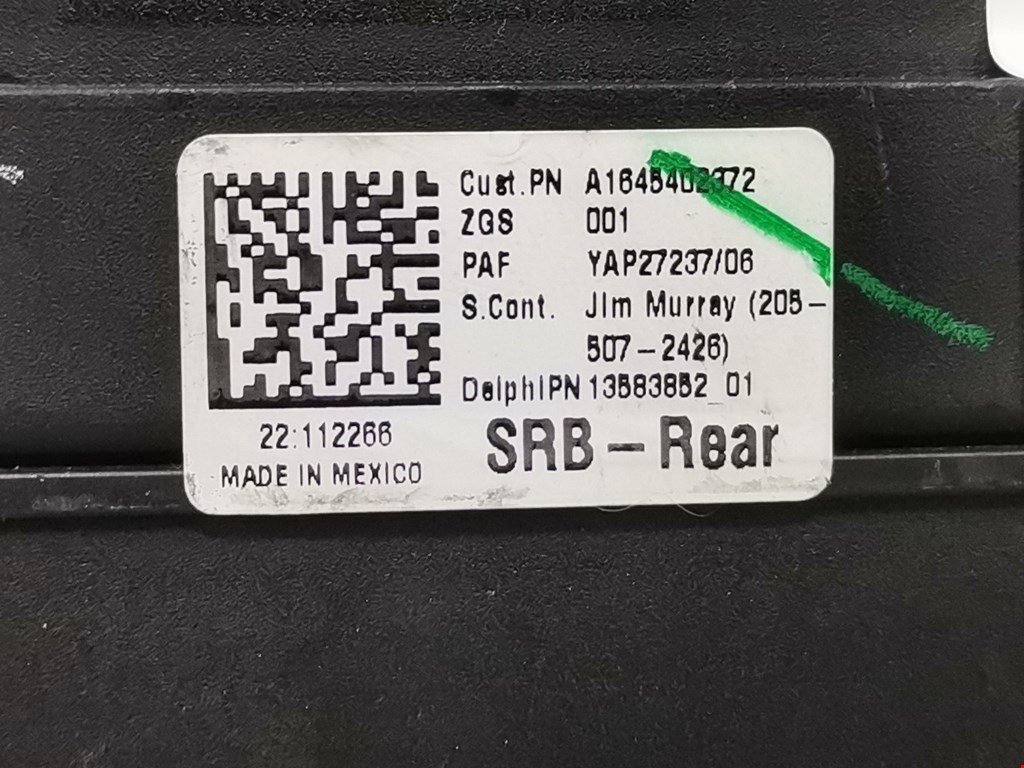 Cust.PN A1645402372
ZGS 001
PAF YAP27237/06
S.Cont. Jim Murray (205-
507-2426)
DelphiPN 13583852_01
22:112266
MADE IN MEXICO
SRB-Rear